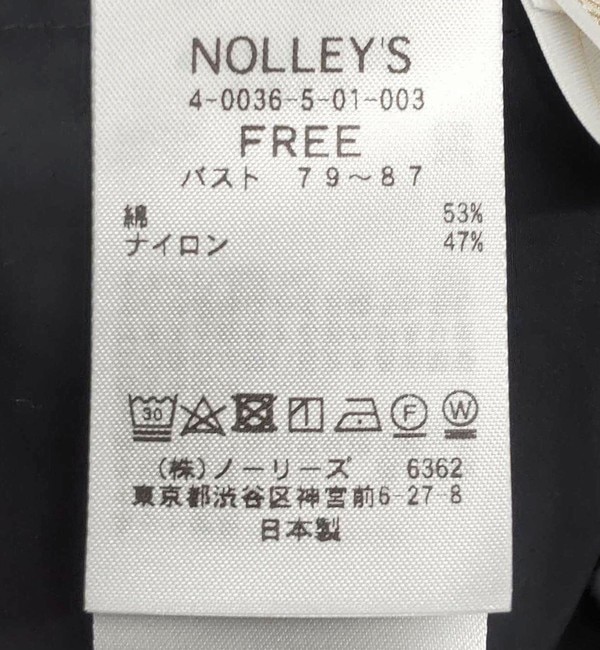 NOLLEY'S
4-0036-5-01-003
FREE
バスト 79～87
綿 53%
ナイロン 47%
30 F W
(株)ノーリーズ 6362
東京都渋谷区神宮前6-27-8
日本製